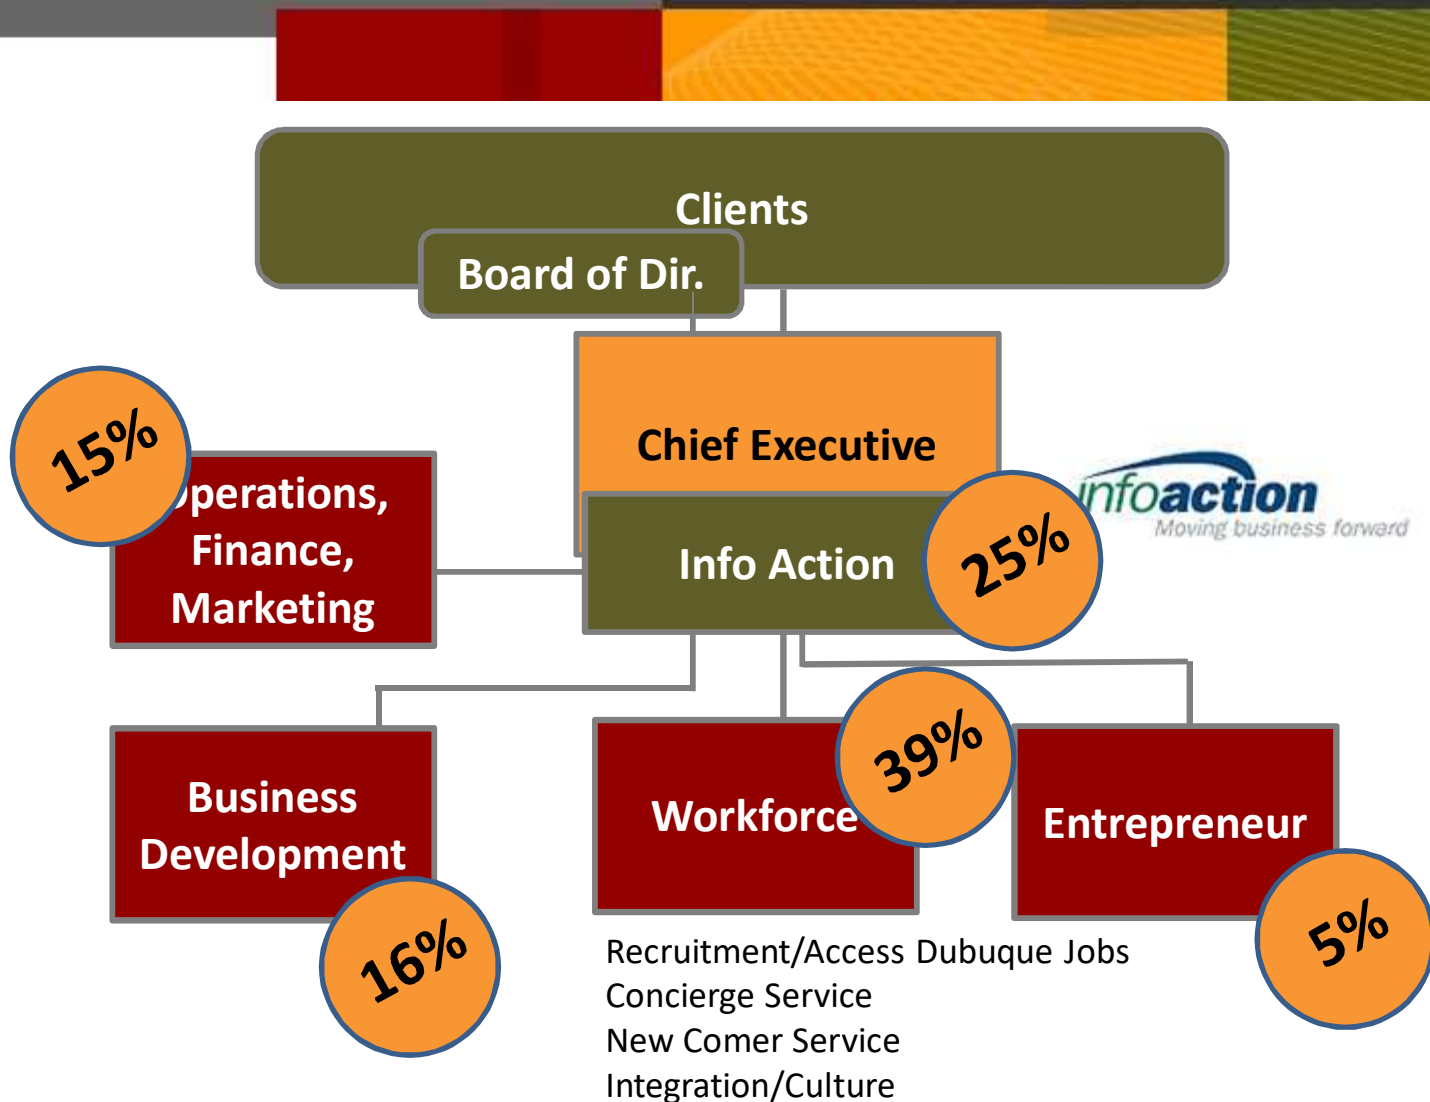 Clients
Board of Dir.
Chief Executive
15%
perations,
Finance,
Marketing
Info Action
25%
infoaction
Moving business forward
Business
Development
16%
Workforce
39%
Entrepreneur
5%
Recruitment/Access Dubuque Jobs
Concierge Service
New Comer Service
Integration/Culture